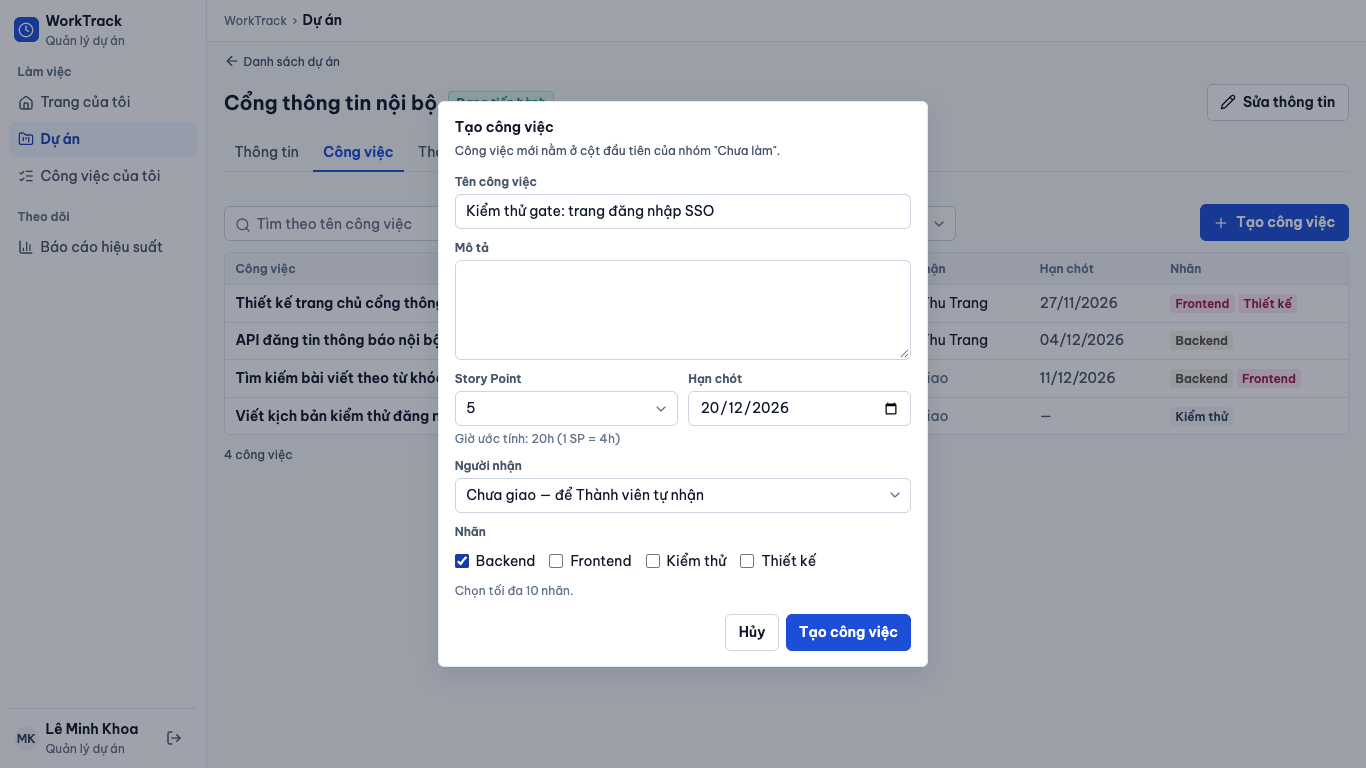 WorkTrack
Quản lý dự án
Làm việc
Trang của tôi
Dự án
Công việc của tôi
Theo dõi
Báo cáo hiệu suất
MK
Lê Minh Khoa
Quản lý dự án
WorkTrack › Dự án
Danh sách dự án
Cổng thông tin nội bộ
Sửa thông tin
Thông tin
Công việc
Tìm theo tên công việc
Tạo công việc
Công việc
Hạn chót
Nhãn
Thiết kế trang chủ cổng thông
Thu Trang
27/11/2026
Frontend
Thiết kế
API đăng tin thông báo nội bộ
Thu Trang
04/12/2026
Backend
Tìm kiếm bài viết theo từ khó
11/12/2026
Backend
Frontend
Viết kịch bản kiểm thử đăng
—
Kiểm thử
4 công việc
Tạo công việc
Công việc mới nằm ở cột đầu tiên của nhóm "Chưa làm".
Tên công việc
Kiểm thử gate: trang đăng nhập SSO
Mô tả
Story Point
Hạn chót
5
20/12/2026
Giờ ước tính: 20h (1 SP = 4h)
Người nhận
Chưa giao — để Thành viên tự nhận
Nhãn
Backend
Frontend
Kiểm thử
Thiết kế
Chọn tối đa 10 nhãn.
Hủy
Tạo công việc